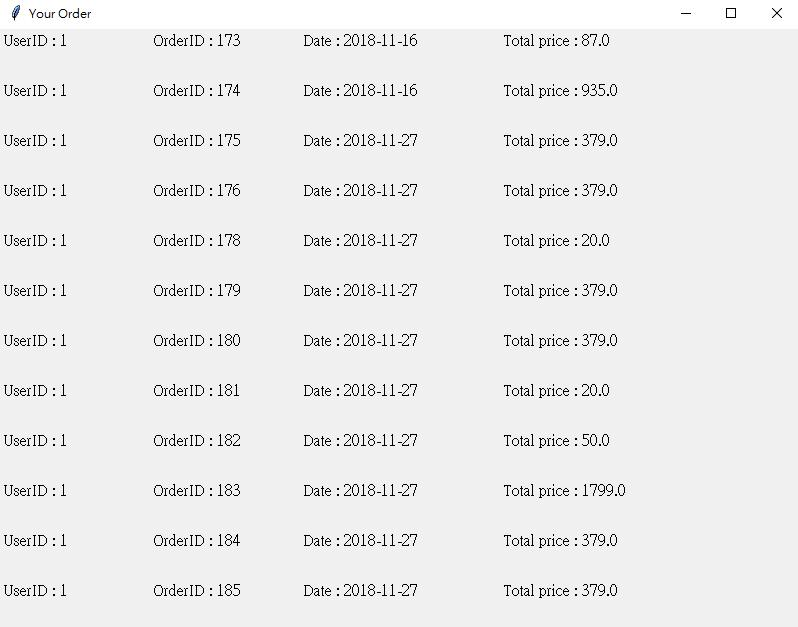 Your Order
UserID : 1 OrderID : 173 Date : 2018-11-16 Total price : 87.0
UserID : 1 OrderID : 174 Date : 2018-11-16 Total price : 935.0
UserID : 1 OrderID : 175 Date : 2018-11-27 Total price : 379.0
UserID : 1 OrderID : 176 Date : 2018-11-27 Total price : 379.0
UserID : 1 OrderID : 178 Date : 2018-11-27 Total price : 20.0
UserID : 1 OrderID : 179 Date : 2018-11-27 Total price : 379.0
UserID : 1 OrderID : 180 Date : 2018-11-27 Total price : 379.0
UserID : 1 OrderID : 181 Date : 2018-11-27 Total price : 20.0
UserID : 1 OrderID : 182 Date : 2018-11-27 Total price : 50.0
UserID : 1 OrderID : 183 Date : 2018-11-27 Total price : 1799.0
UserID : 1 OrderID : 184 Date : 2018-11-27 Total price : 379.0
UserID : 1 OrderID : 185 Date : 2018-11-27 Total price : 379.0